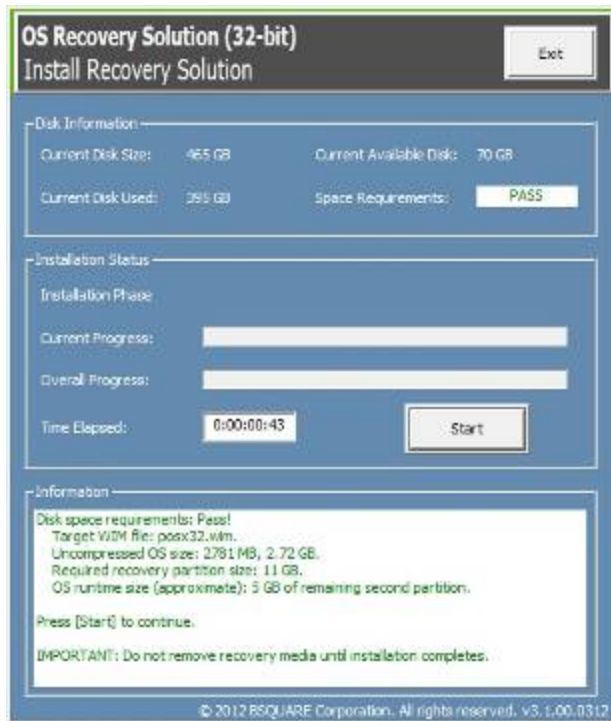 OS Recovery Solution (32-bit)
Install Recovery Solution
Exit
Disk Information
Current Disk Size: 465 GB Current Available Disk: 70 GB
Current Disk Used: 395 GB Space Requirements: PASS
Installation Status
Installation Phase
Current Progress:
Overall Progress:
Time Elapsed: 0:00:00:43 Start
Information
Disk space requirements: Pass!
Target WIM file: posx32.wim.
Uncompressed OS size: 2781 MB, 2.72 GB.
Required recovery partition size: 11 GB.
OS runtime size (approximate): 5 GB of remaining second partition.
Press [Start] to continue.
IMPORTANT: Do not remove recovery media until installation completes.
© 2012 BSQUARE Corporation. All rights reserved. v3.1.00.0312